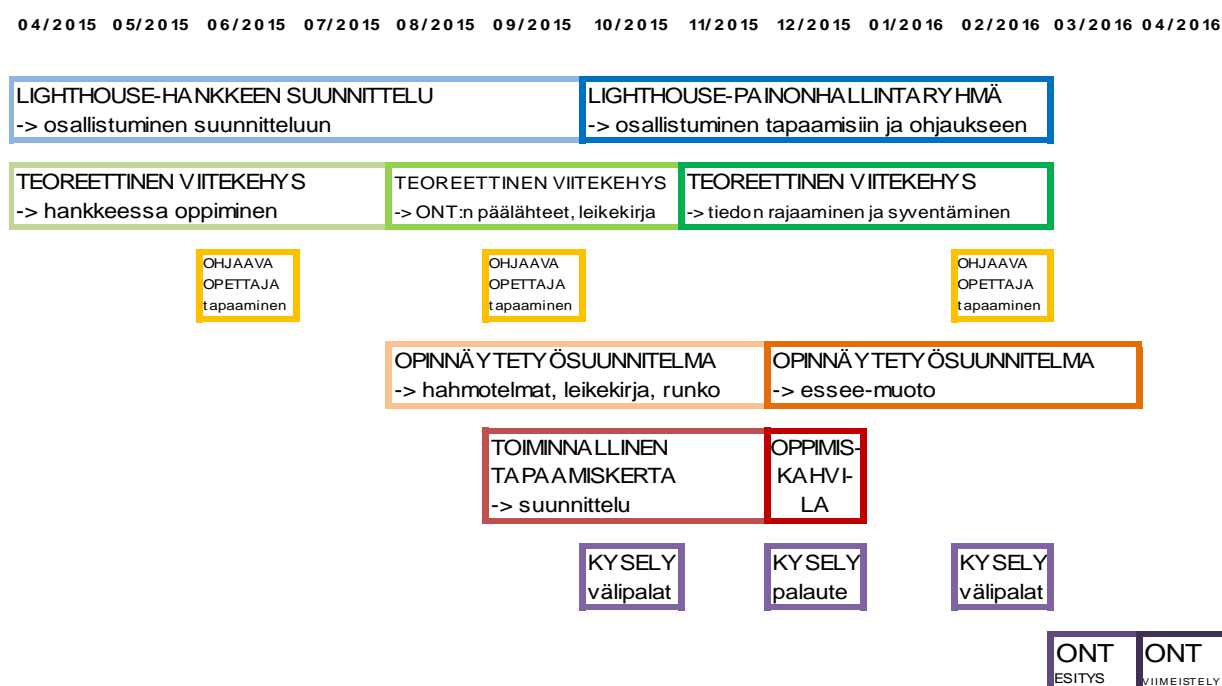 04/2015 05/2015 06/2015 07/2015 08/2015 09/2015 10/2015 11/2015 12/2015 01/2016 02/2016 03/2016 04/2016
LIGHTHOUSE-HANKKEEN SUUNNITTELU
-> osallistuminen suunnitteluun
LIGHTHOUSE-PAINONHALLINTARYHMÄ
-> osallistuminen tapaamisiin ja ohjaukseen
TEOREETTINEN VIITEKEHYS
-> hankkeessa oppiminen
TEOREETTINEN VIITEKEHYS
-> ONT:n päälähteet, leikekirja
TEOREETTINEN VIITEKEHYS
-> tiedon rajaaminen ja syventäminen
OHJAAVA
OPETTAJA
tapaaminen
OHJAAVA
OPETTAJA
tapaaminen
OHJAAVA
OPETTAJA
tapaaminen
OPINNÄYTETYÖSUUNNITELMA
-> hahmotelmat, leikekirja, runko
OPINNÄYTETYÖSUUNNITELMA
-> essee-muoto
TOIMINNALLINEN
TAPAAMISKERTA
-> suunnittelu
OPPIMIS-
KAHVI-
LA
KYSELY
välipalat
KYSELY
palaute
KYSELY
välipalat
ONT
ESITYS
ONT
VIIMEISTELY